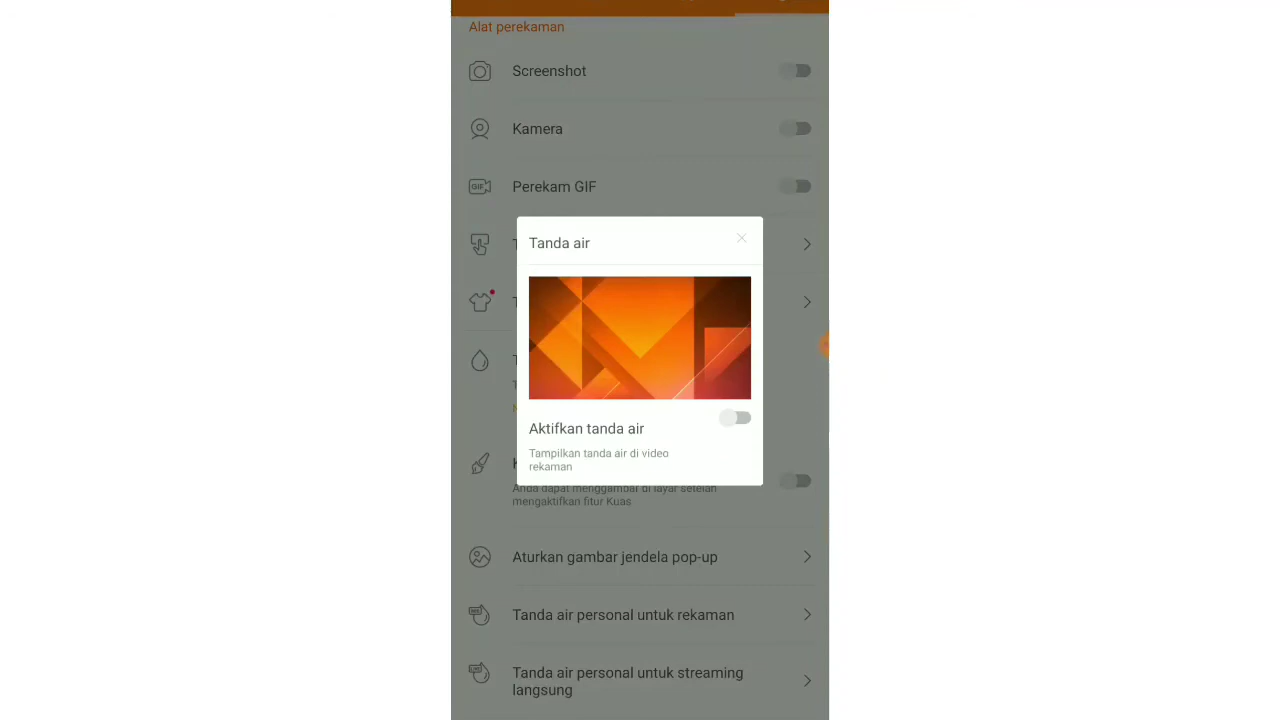 Alat perekaman
Screenshot
Kamera
GIF
Perekam GIF
Tanda air
Aktifkan tanda air
Tampilkan tanda air di video
rekaman
Anda dapat menggambar di layar setelah
mengaktifkan fitur Kuas
Aturkan gambar jendela pop-up
Tanda air personal untuk rekaman
Tanda air personal untuk streaming
langsung